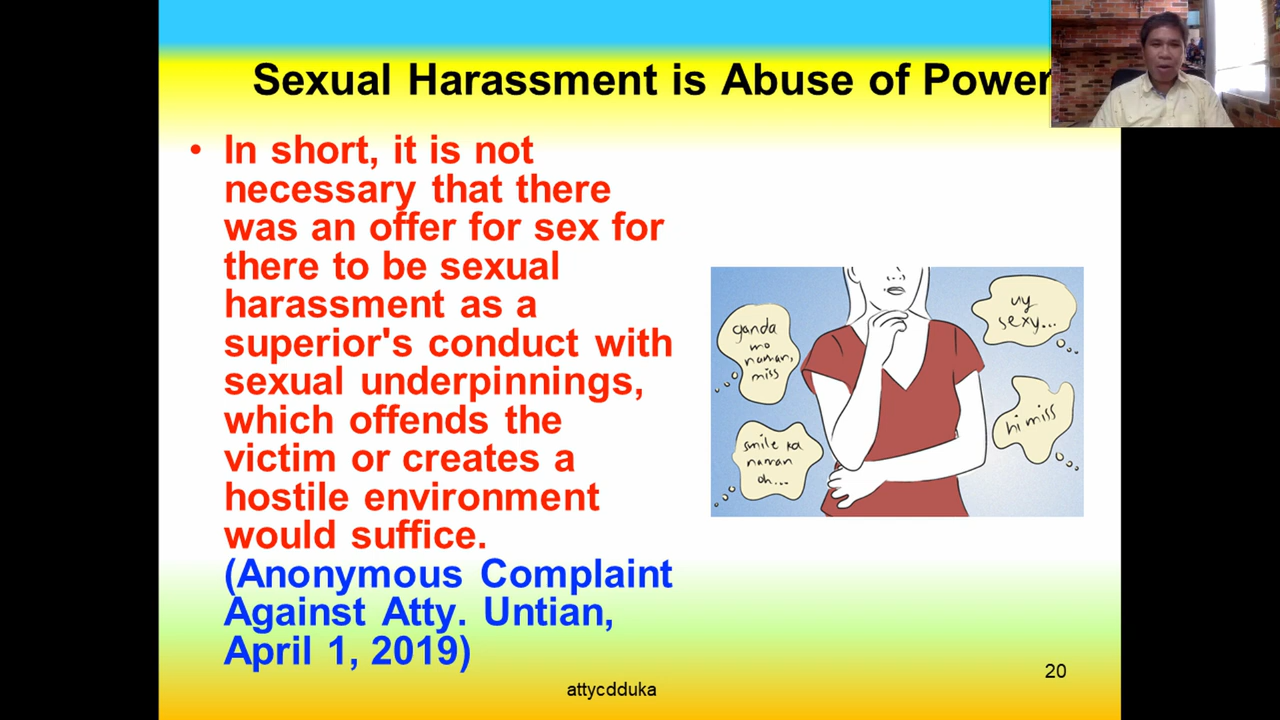 Sexual Harassment is Abuse of Power
• In short, it is not
necessary that there
was an offer for sex for
there to be sexual
harassment as a
superior's conduct with
sexual underpinnings,
which offends the
victim or creates a
hostile environment
would suffice.
(Anonymous Complaint
Against Atty. Untian,
April 1, 2019)
ganda
mo
naman,
miss
uy
sexy...
smile ka
naman
oh...
hi miss
20
attycdduka